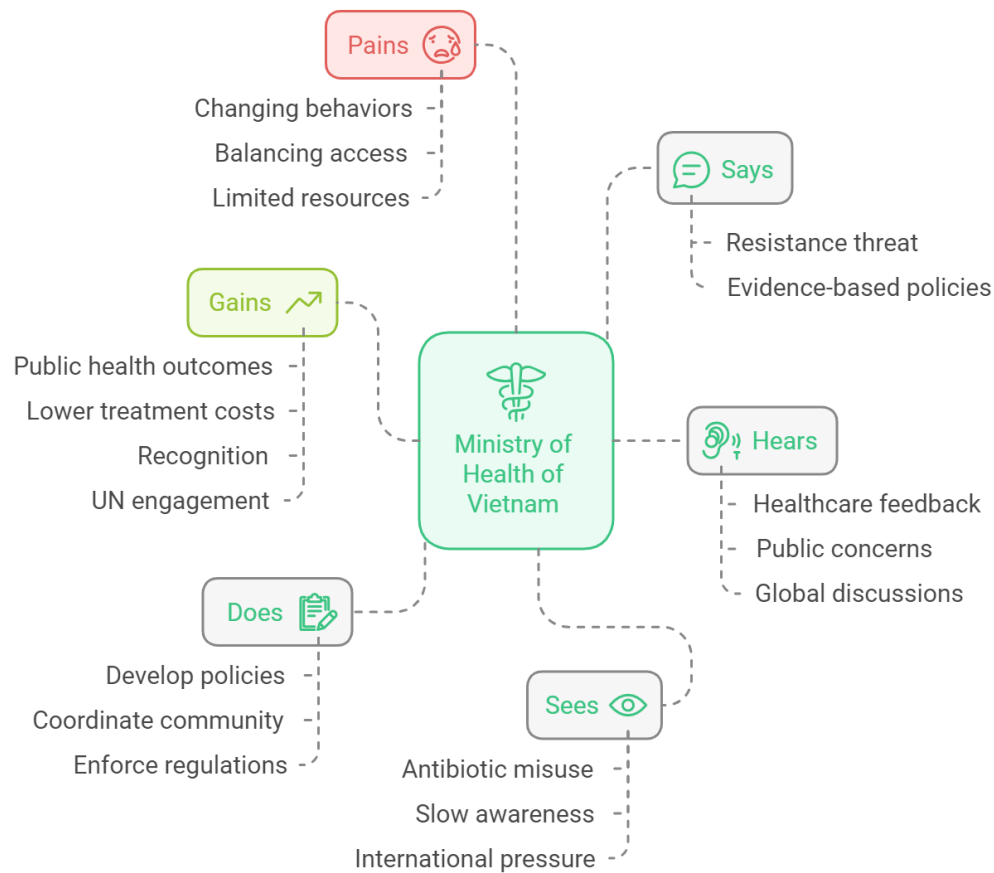 Pains
Changing behaviors
Balancing access
Limited resources
Says
Resistance threat
Evidence-based policies
Gains
Public health outcomes
Lower treatment costs
Recognition
UN engagement
Ministry of
Health of
Vietnam
Hears
Healthcare feedback
Public concerns
Global discussions
Does
Develop policies
Coordinate community
Enforce regulations
Sees
Antibiotic misuse
Slow awareness
International pressure